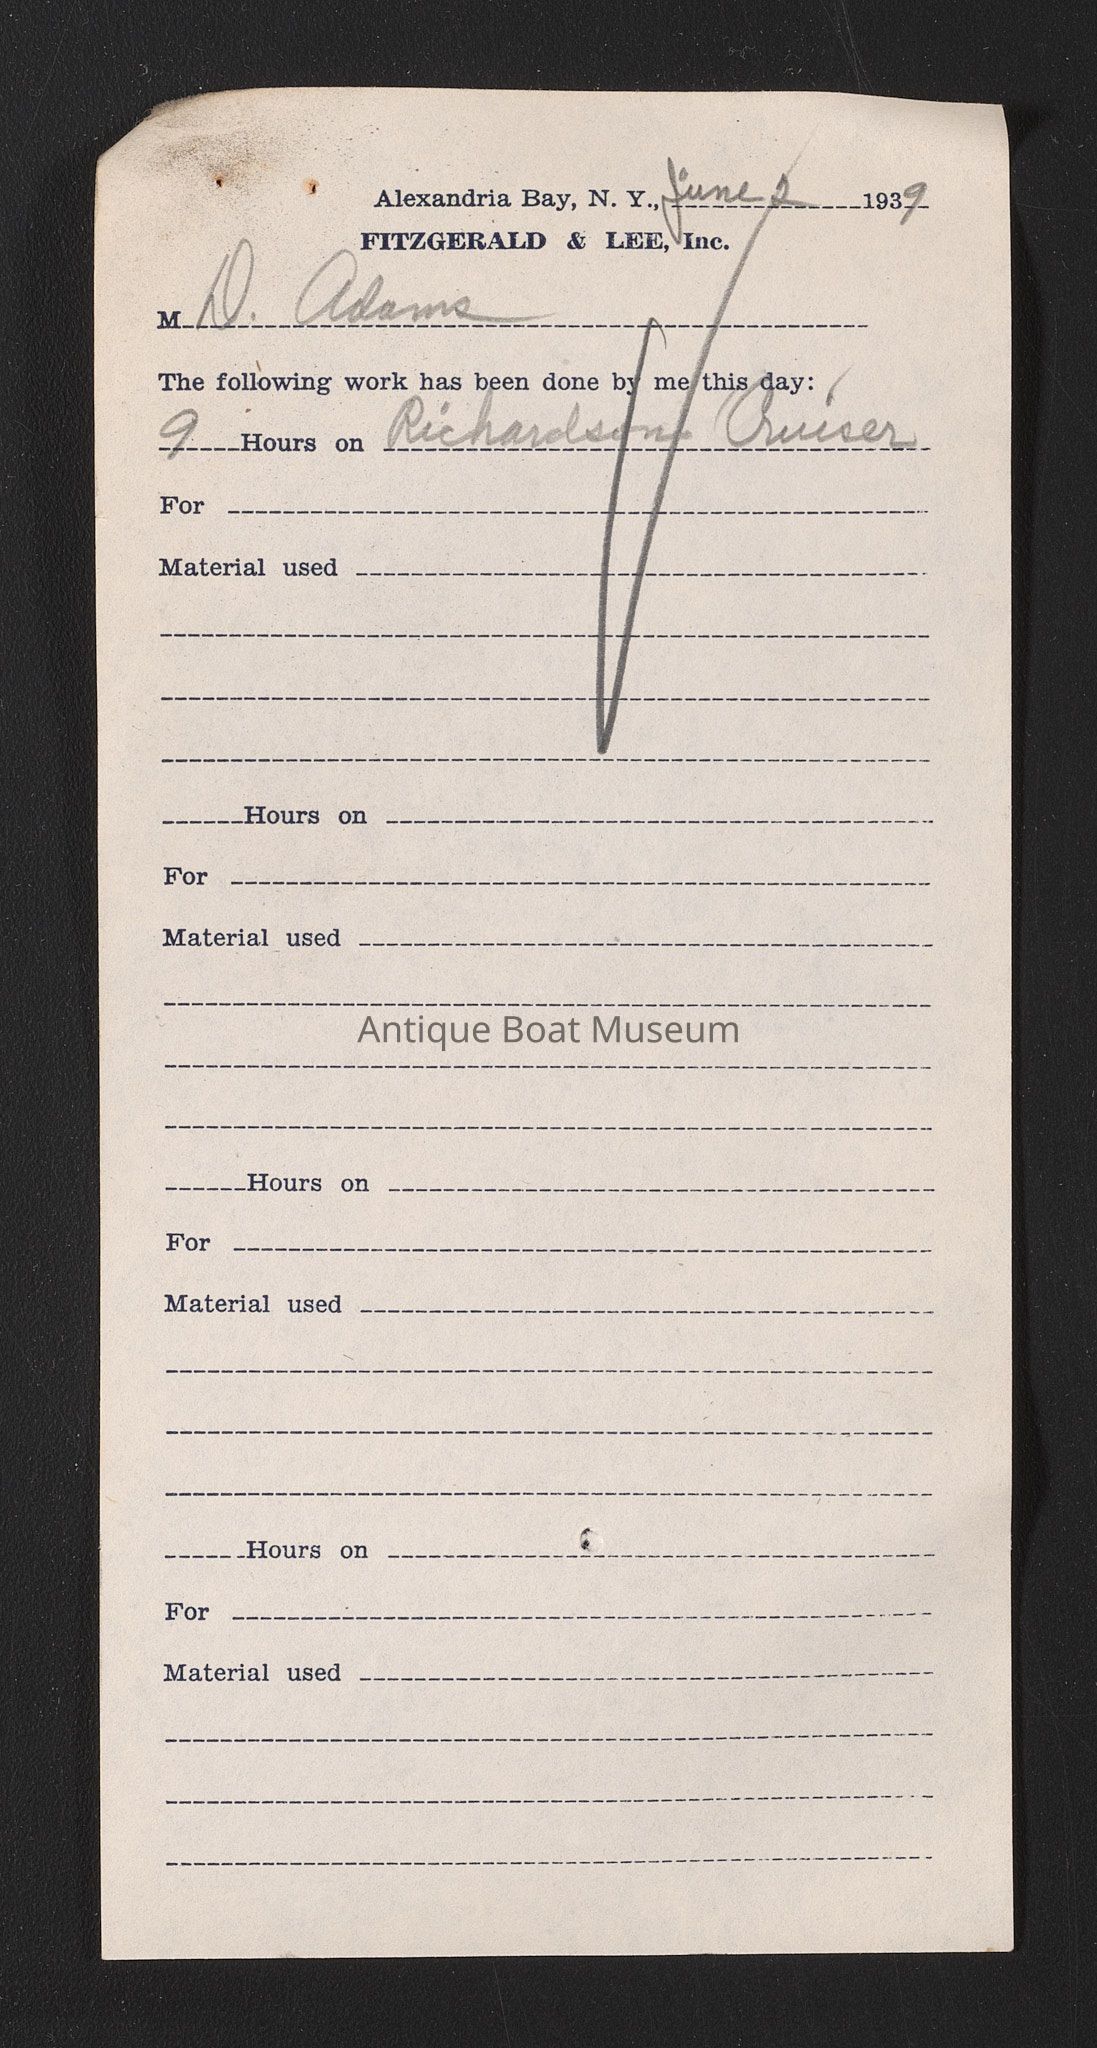 Alexandria Bay, N. Y., June 2 1939
FITZGERALD & LEE, Inc.
M D. Adams
The following work has been done by me this day:
9 Hours on Richardson Cruiser
For
Material used
Hours on
For
Material used
Antique Boat Museum
Hours on
For
Material used
Hours on
For
Material used